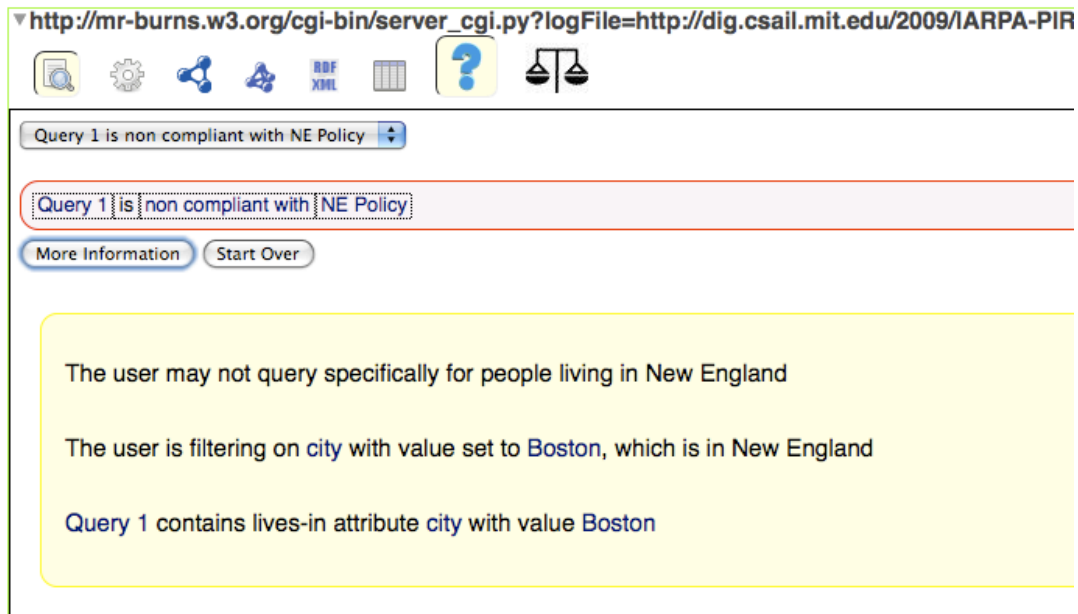 http://mr-burns.w3.org/cgi-bin/server_cgi.py?logFile=http://dig.csail.mit.edu/2009/IARPA-PIR
RDF
XML
?
Query 1 is non compliant with NE Policy
Query 1 is non compliant with NE Policy
More Information Start Over
The user may not query specifically for people living in New England
The user is filtering on city with value set to Boston, which is in New England
Query 1 contains lives-in attribute city with value Boston